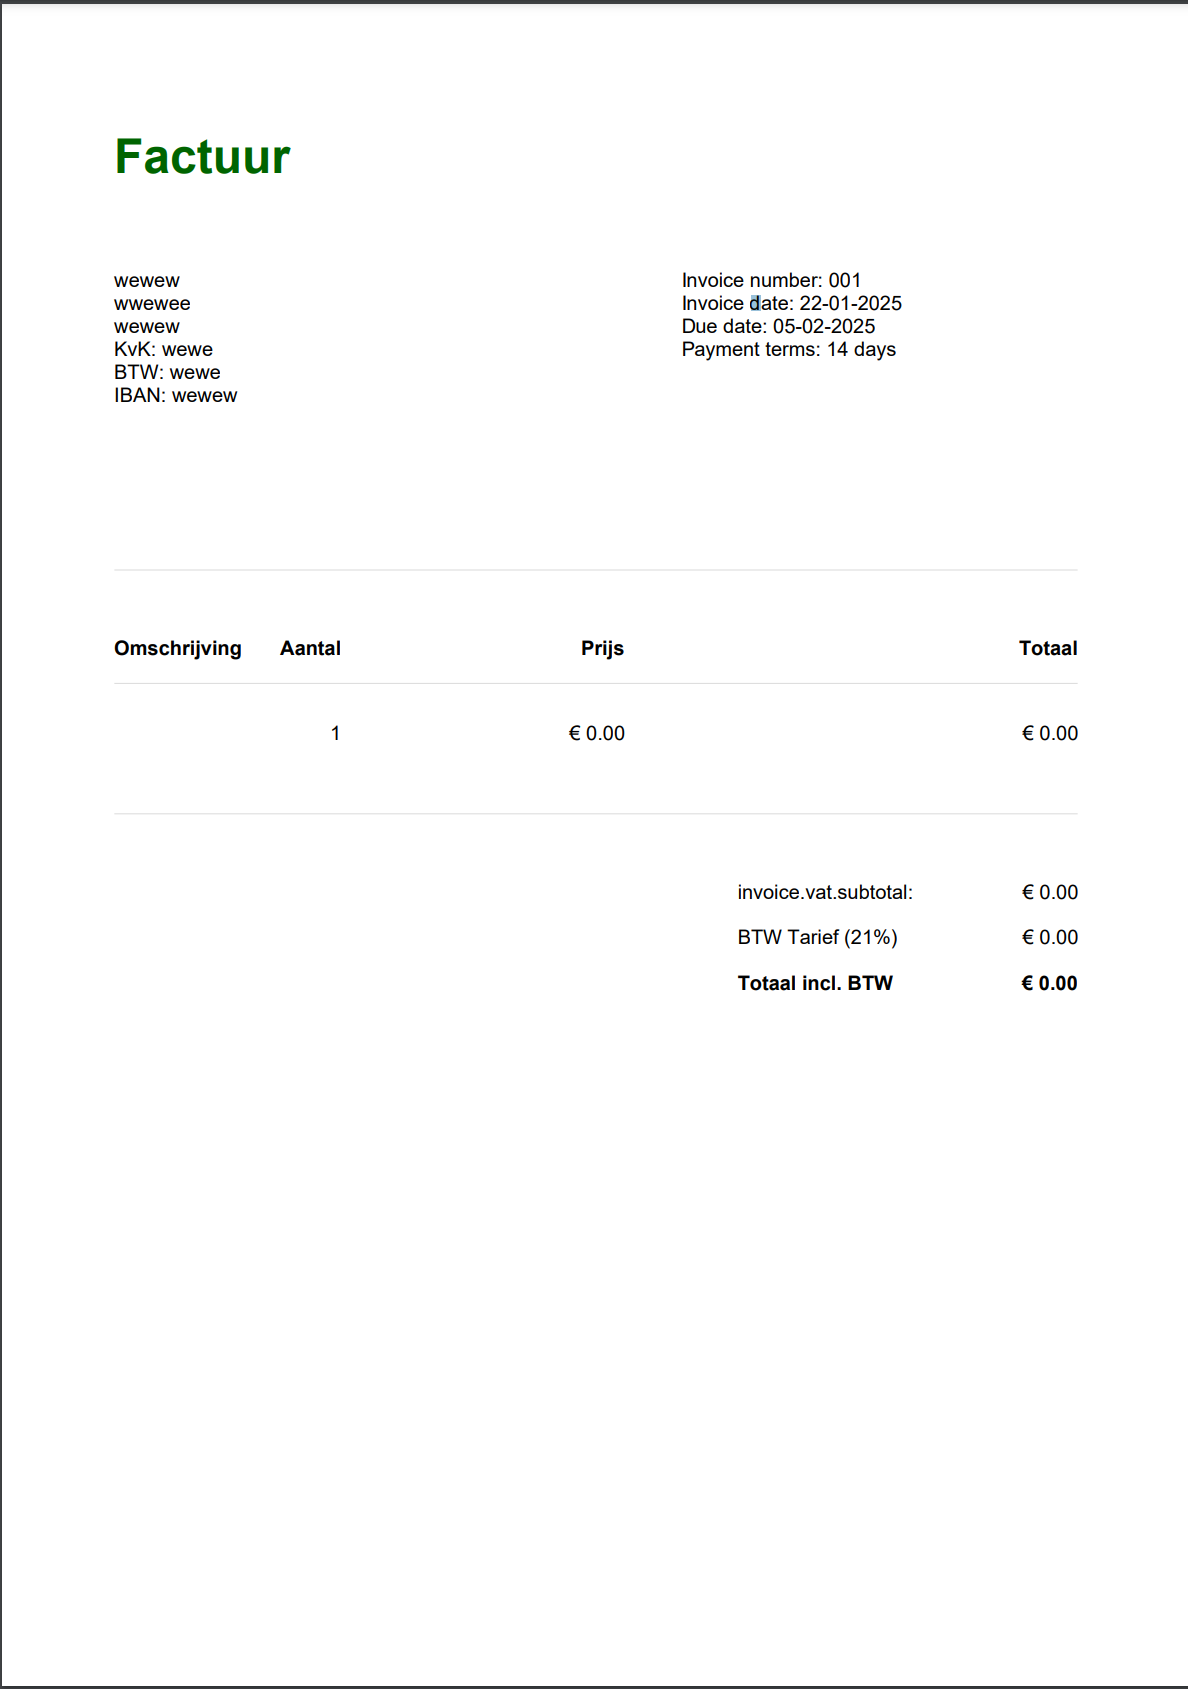 Factuur
wewew
wwewee
wewew
KvK: wewe
BTW: wewe
IBAN: wewew
Invoice number: 001
Invoice date: 22-01-2025
Due date: 05-02-2025
Payment terms: 14 days
Omschrijving Aantal Prijs Totaal
1 € 0.00 € 0.00
invoice.vat.subtotal: € 0.00
BTW Tarief (21%) € 0.00
Totaal incl. BTW € 0.00